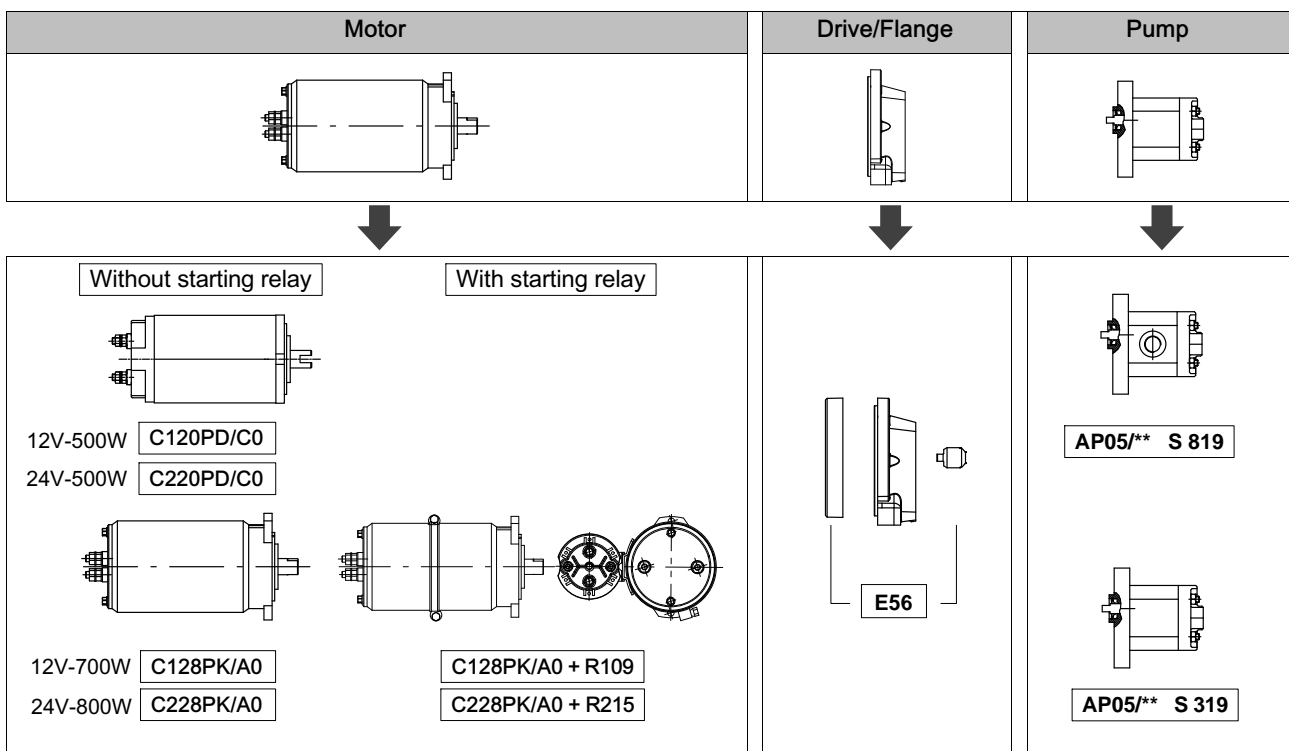 Motor
Drive/Flange
Pump
Without starting relay
With starting relay
12V-500W C120PD/C0
24V-500W C220PD/C0
12V-700W C128PK/A0
24V-800W C228PK/A0
C128PK/A0 + R109
C228PK/A0 + R215
E56
AP05/** S 819
AP05/** S 319